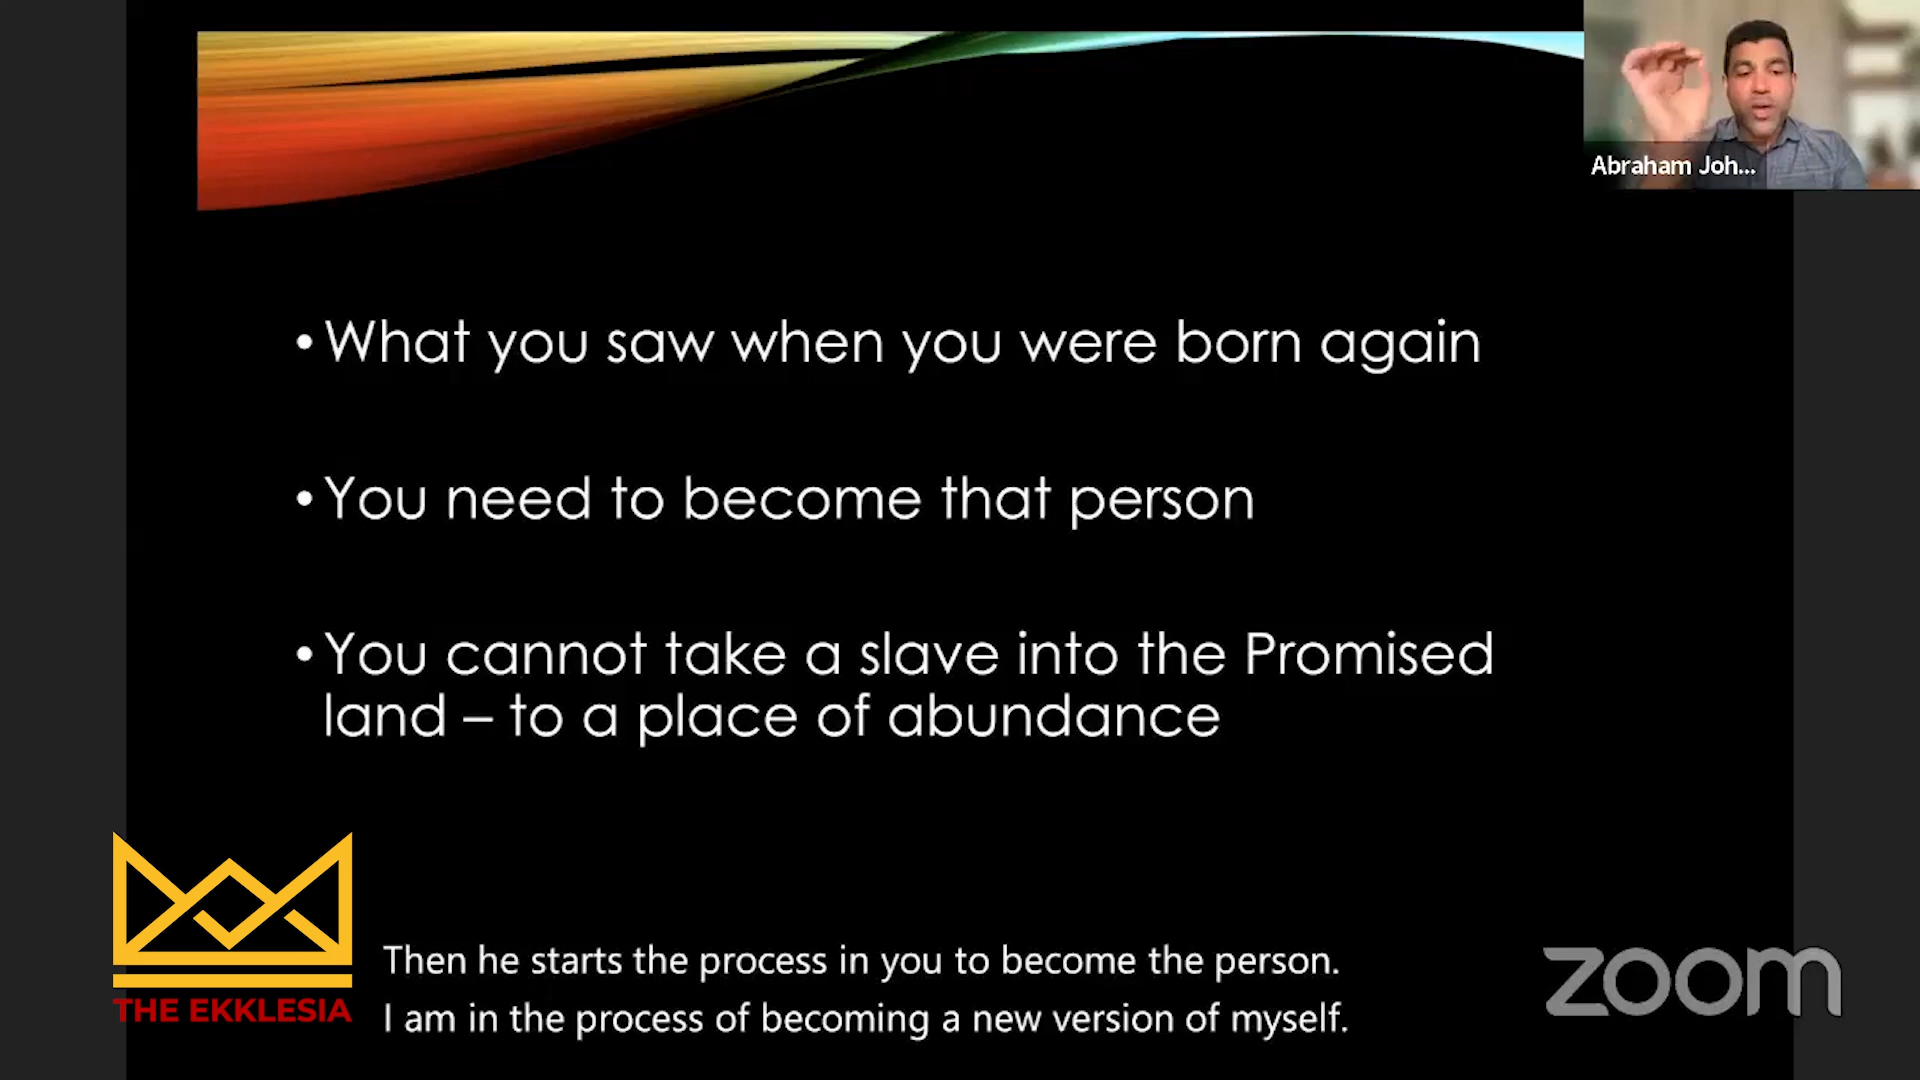 Abraham Joh...
• What you saw when you were born again
• You need to become that person
• You cannot take a slave into the Promised
land – to a place of abundance
THE EKKLESIA
Then he starts the process in you to become the person.
I am in the process of becoming a new version of myself.
zoom